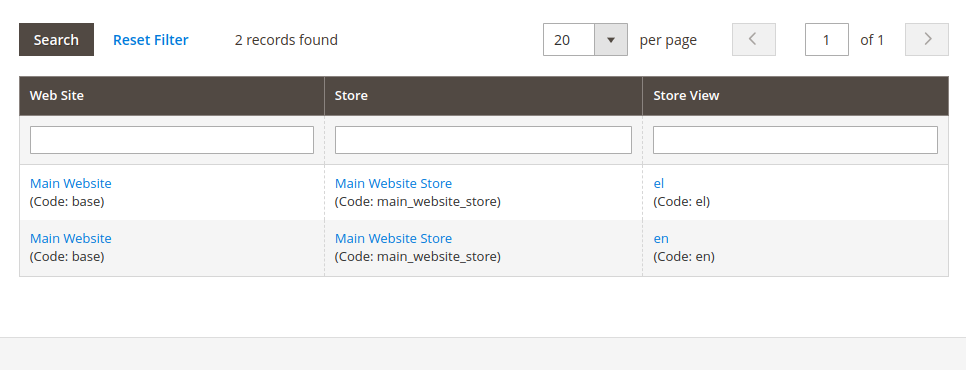 Search Reset Filter 2 records found 20 per page 1 of 1
Web Site Store Store View
Main Website Main Website Store el
(Code: base) (Code: main_website_store) (Code: el)
Main Website Main Website Store en
(Code: base) (Code: main_website_store) (Code: en)